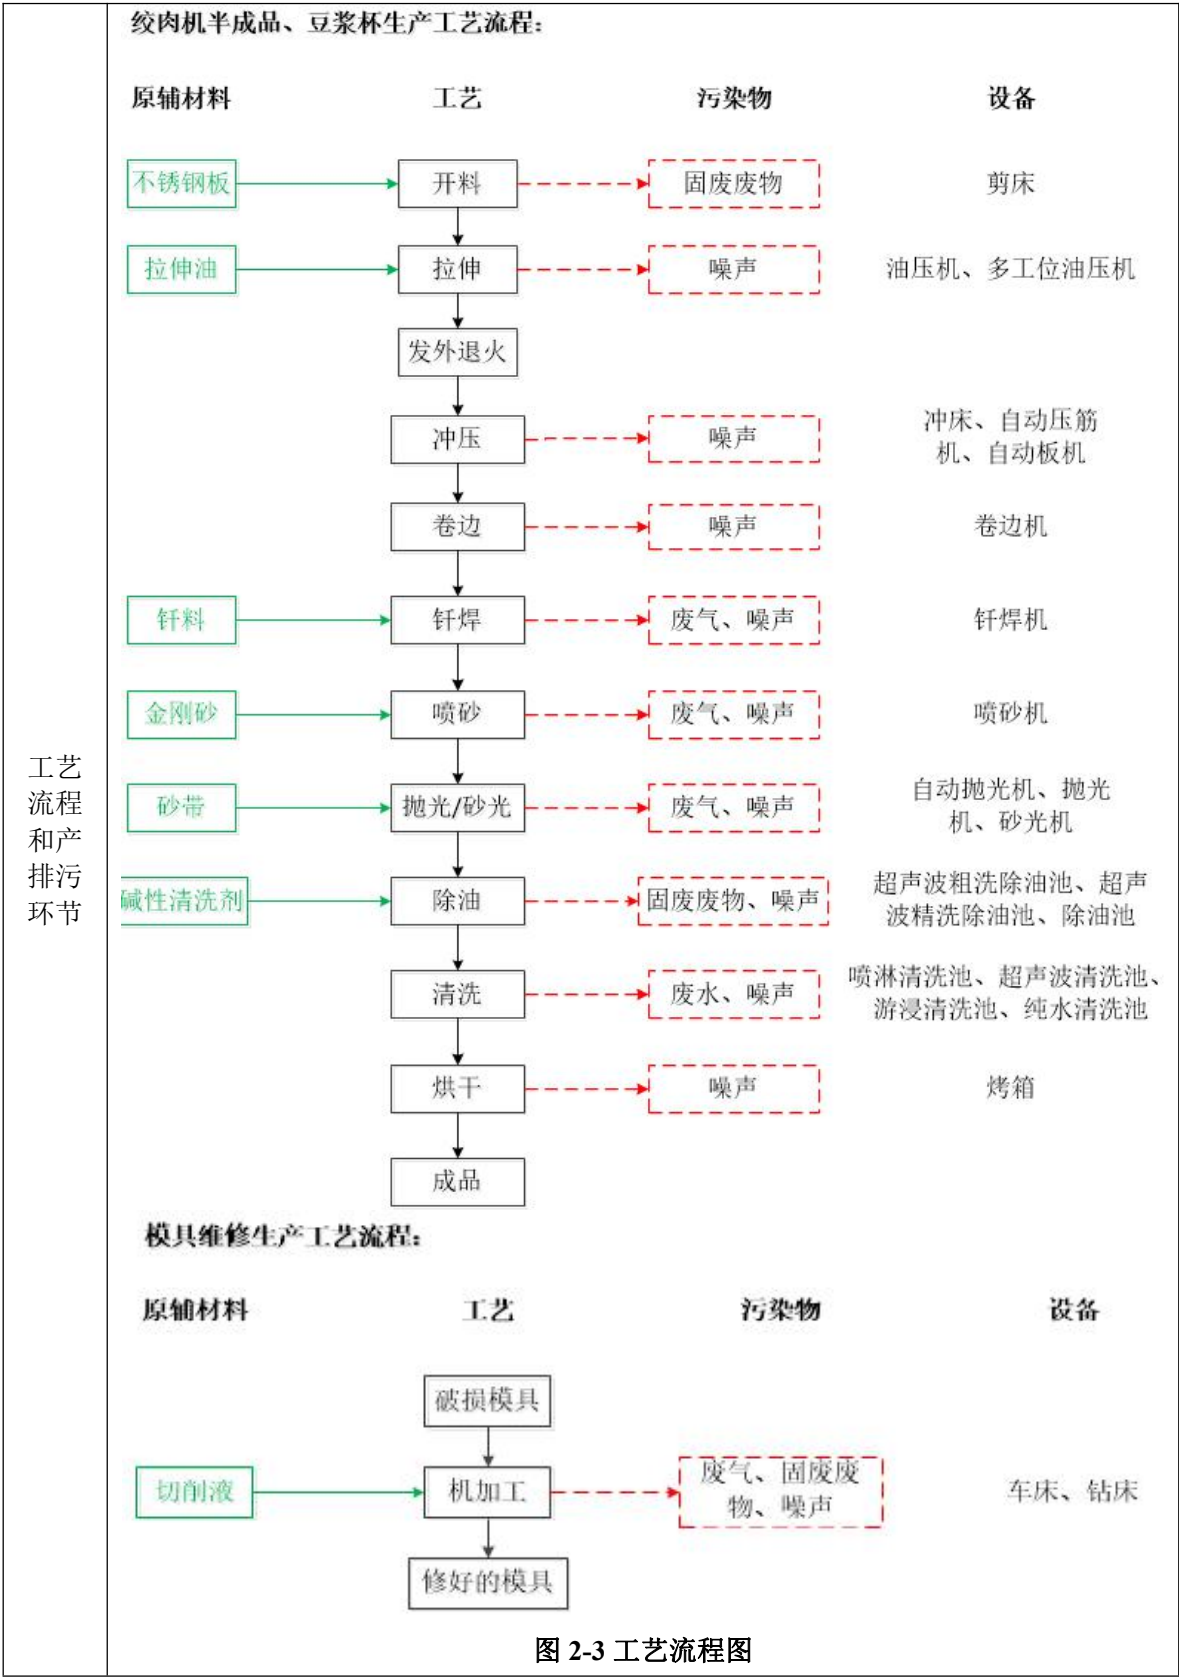 绞肉机半成品、豆浆杯生产工艺流程：
原辅材料 工艺 污染物 设备
不锈钢板 开料 固废废物 剪床
拉伸油 拉伸 噪声 油压机、多工位油压机
发外退火
冲压 噪声 冲床、自动压筋
机、自动板机
卷边 噪声 卷边机
钎料 钎焊 废气、噪声 钎焊机
金刚砂 喷砂 废气、噪声 喷砂机
砂带 抛光/砂光 废气、噪声 自动抛光机、抛光
机、砂光机
碱性清洗剂 除油 固废废物、噪声 超声波粗洗除油池、超声
波精洗除油池、除油池
清洗 废水、噪声 喷淋清洗池、超声波清洗池、
游浸清洗池、纯水清洗池
烘干 噪声 烤箱
成品
工艺
流程
和产
排污
环节
模具维修生产工艺流程：
原辅材料 工艺 污染物 设备
破损模具
切削液 机加工 废气、固废废
物、噪声 车床、钻床
修好的模具
图 2-3 工艺流程图